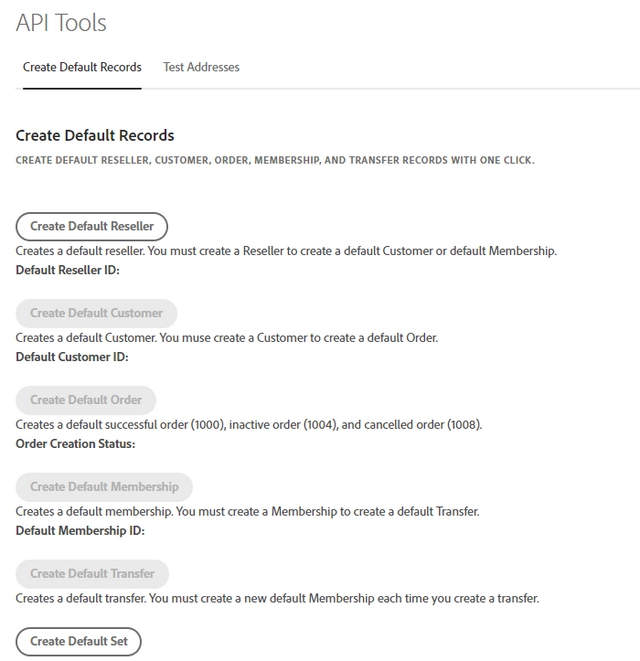 API Tools
Create Default Records Test Addresses
Create Default Records
CREATE DEFAULT RESELLER, CUSTOMER, ORDER, MEMBERSHIP, AND TRANSFER RECORDS WITH ONE CLICK.
Create Default Reseller
Creates a default reseller. You must create a Reseller to create a default Customer or default Membership.
Default Reseller ID:
Create Default Customer
Creates a default Customer. You muse create a Customer to create a default Order.
Default Customer ID:
Create Default Order
Creates a default successful order (1000), inactive order (1004), and cancelled order (1008).
Order Creation Status:
Create Default Membership
Creates a default membership. You must create a Membership to create a default Transfer.
Default Membership ID:
Create Default Transfer
Creates a default transfer. You must create a new default Membership each time you create a transfer.
Create Default Set